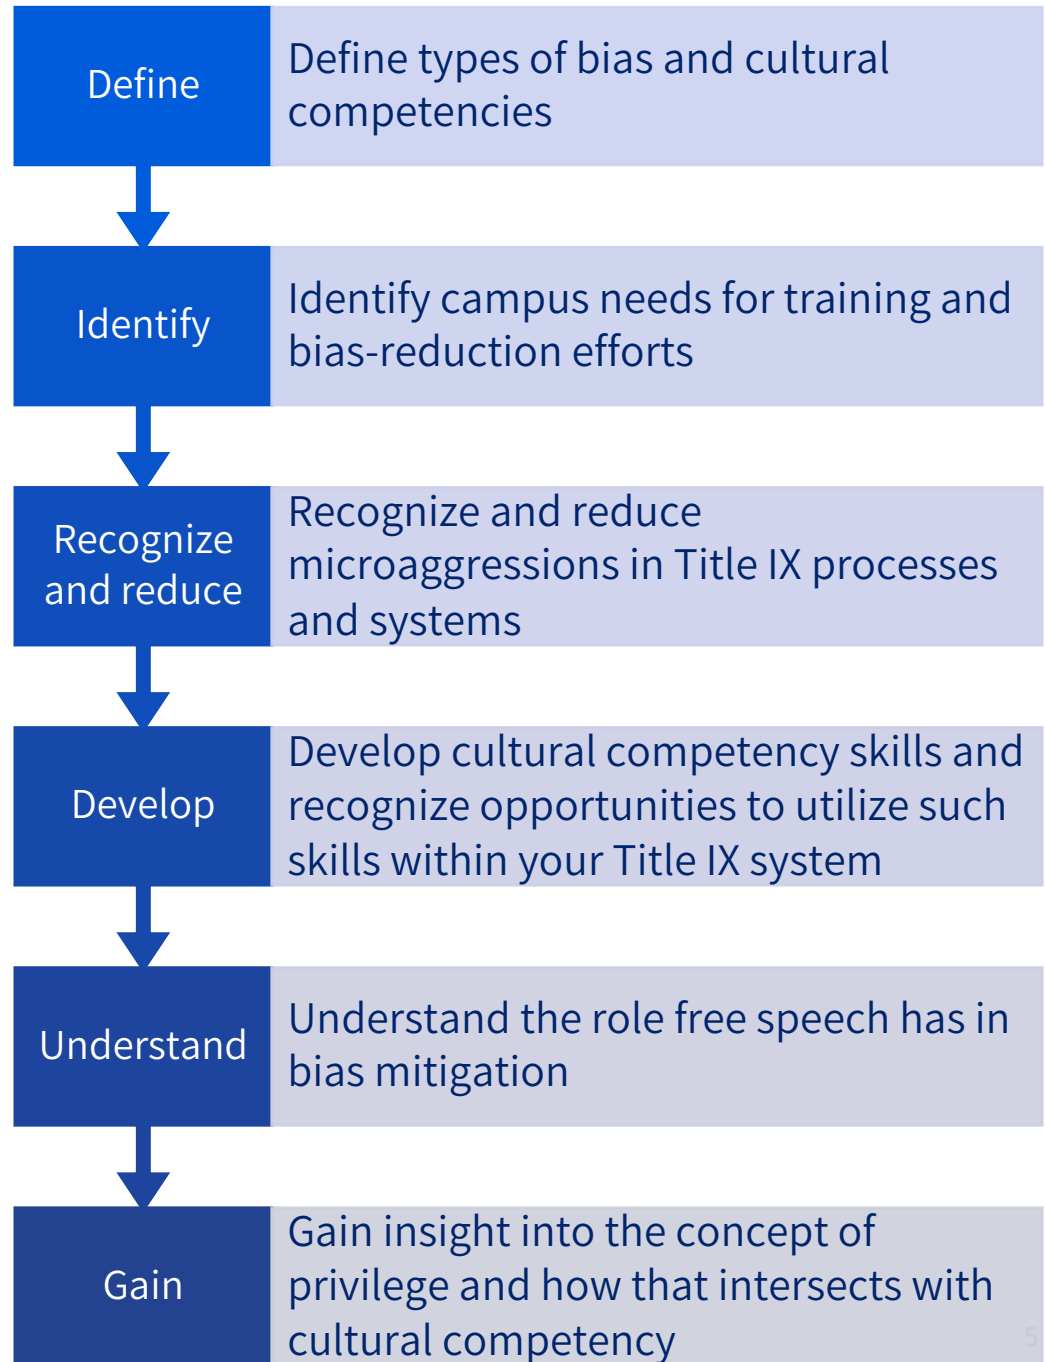 Define
Define types of bias and cultural
competencies
Identify
Identify campus needs for training and
bias-reduction efforts
Recognize
and reduce
Recognize and reduce
microaggressions in Title IX processes
and systems
Develop
Develop cultural competency skills and
recognize opportunities to utilize such
skills within your Title IX system
Understand
Understand the role free speech has in
bias mitigation
Gain
Gain insight into the concept of
privilege and how that intersects with
cultural competency
5